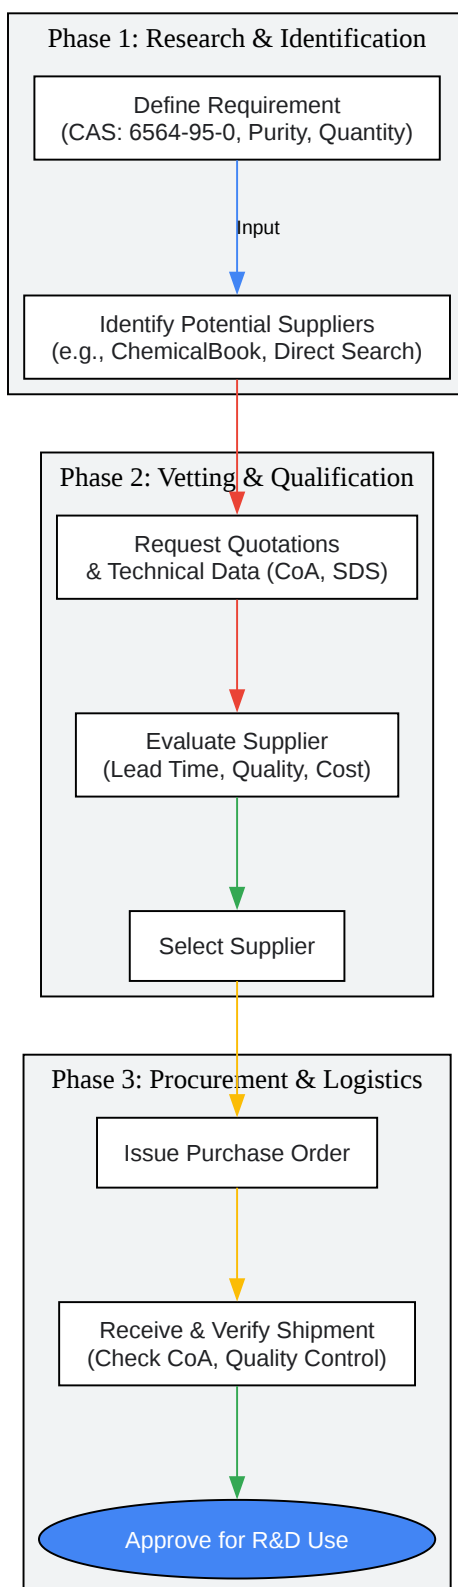 Phase 1: Research & Identification
Define Requirement
(CAS: 6564-95-0, Purity, Quantity)
Input
Identify Potential Suppliers
(e.g., ChemicalBook, Direct Search)
Phase 2: Vetting & Qualification
Request Quotations
& Technical Data (CoA, SDS)
Evaluate Supplier
(Lead Time, Quality, Cost)
Select Supplier
Phase 3: Procurement & Logistics
Issue Purchase Order
Receive & Verify Shipment
(Check CoA, Quality Control)
Approve for R&D Use